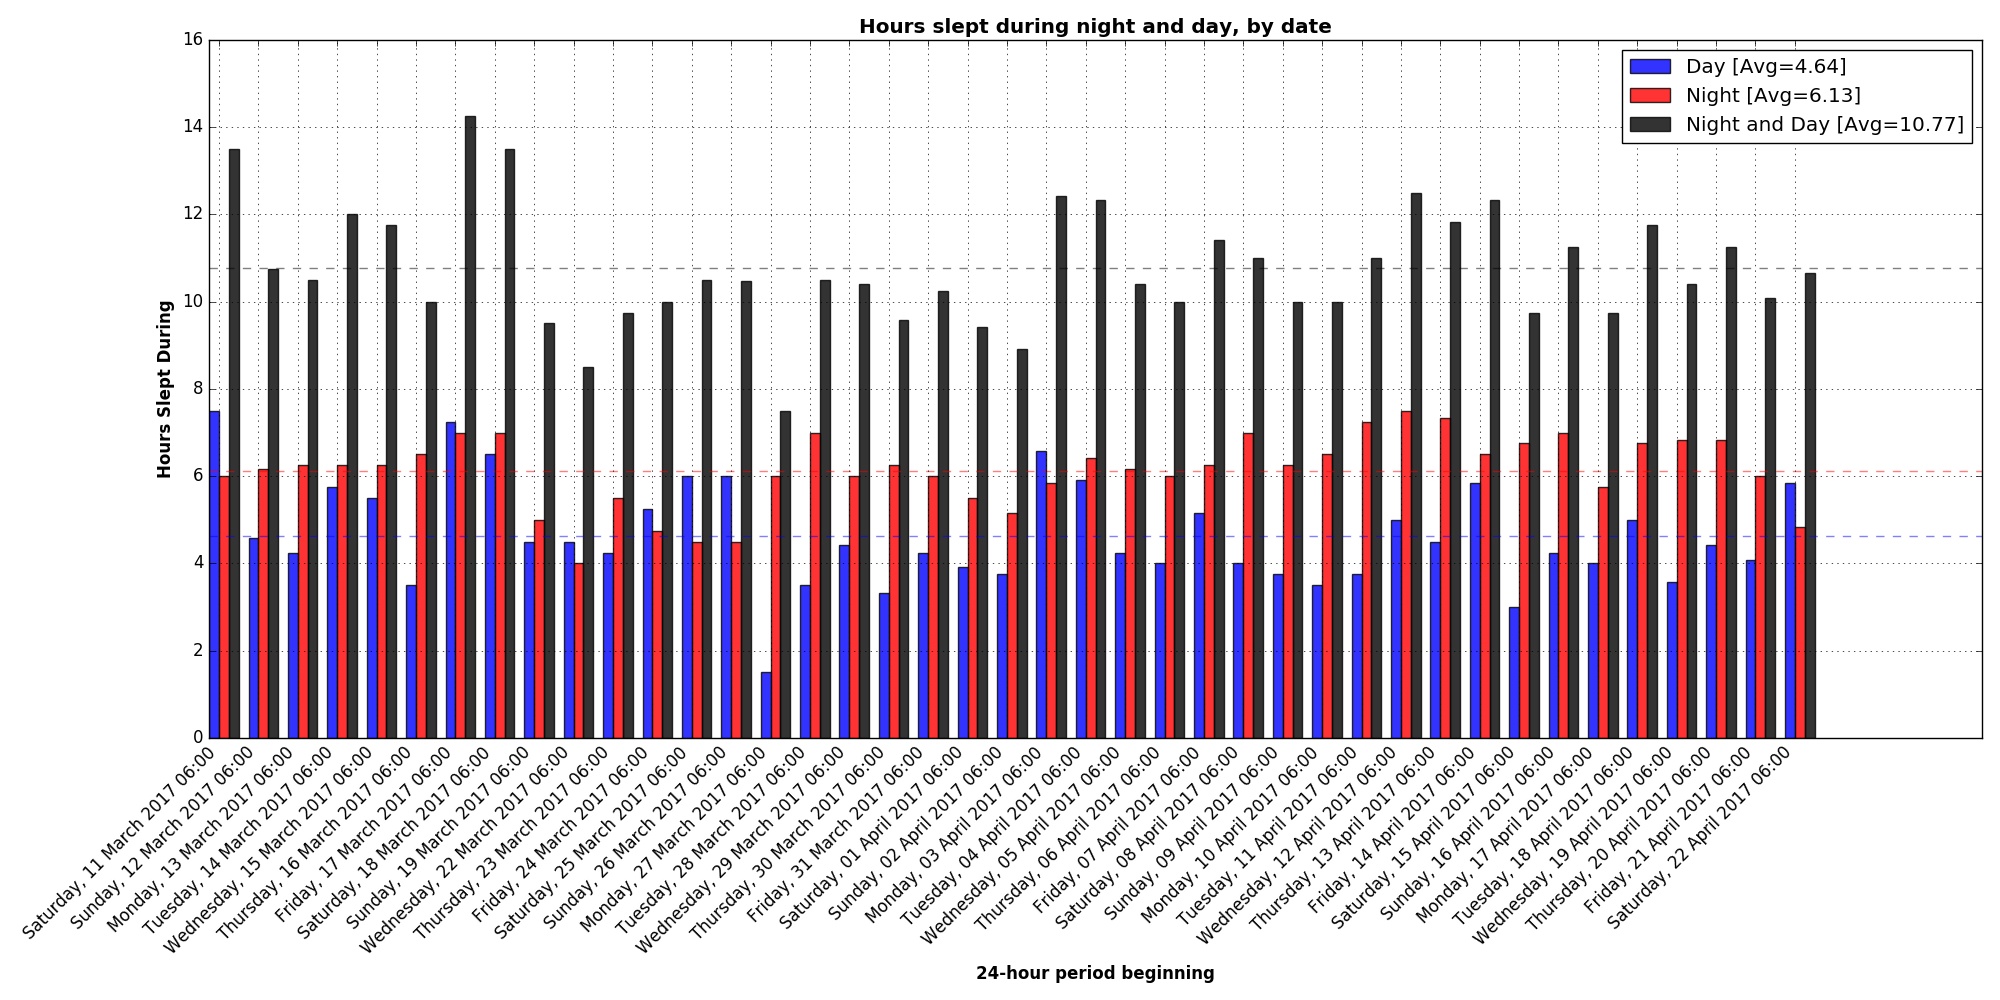 Hours slept during night and day, by date
Day [Avg=4.64]
Night [Avg=6.13]
Night and Day [Avg=10.77]
Hours Slept During
16
14
12
10
8
6
4
2
0
Saturday, 11 March 2017 06:00
Sunday, 12 March 2017 06:00
Monday, 13 March 2017 06:00
Tuesday, 14 March 2017 06:00
Wednesday, 15 March 2017 06:00
Thursday, 16 March 2017 06:00
Friday, 17 March 2017 06:00
Saturday, 18 March 2017 06:00
Sunday, 19 March 2017 06:00
Wednesday, 22 March 2017 06:00
Thursday, 23 March 2017 06:00
Friday, 24 March 2017 06:00
Saturday, 25 March 2017 06:00
Sunday, 26 March 2017 06:00
Monday, 27 March 2017 06:00
Tuesday, 28 March 2017 06:00
Wednesday, 29 March 2017 06:00
Thursday, 30 March 2017 06:00
Friday, 31 March 2017 06:00
Saturday, 01 April 2017 06:00
Sunday, 02 April 2017 06:00
Monday, 03 April 2017 06:00
Tuesday, 04 April 2017 06:00
Wednesday, 05 April 2017 06:00
Thursday, 06 April 2017 06:00
Friday, 07 April 2017 06:00
Saturday, 08 April 2017 06:00
Sunday, 09 April 2017 06:00
Monday, 10 April 2017 06:00
Tuesday, 11 April 2017 06:00
Wednesday, 12 April 2017 06:00
Thursday, 13 April 2017 06:00
Friday, 14 April 2017 06:00
Saturday, 15 April 2017 06:00
Sunday, 16 April 2017 06:00
Monday, 17 April 2017 06:00
Tuesday, 18 April 2017 06:00
Wednesday, 19 April 2017 06:00
Thursday, 20 April 2017 06:00
Friday, 21 April 2017 06:00
Saturday, 22 April 2017 06:00
24-hour period beginning